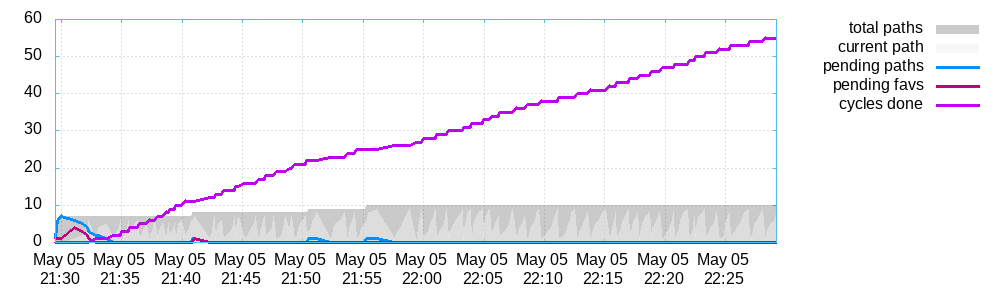 60
50
40
30
20
10
0
May 05 May 05 May 05 May 05 May 05 May 05 May 05 May 05 May 05 May 05 May 05 May 05
21:30 21:35 21:40 21:45 21:50 21:55 22:00 22:05 22:10 22:15 22:20 22:25
total paths
current path
pending paths
pending favs
cycles done